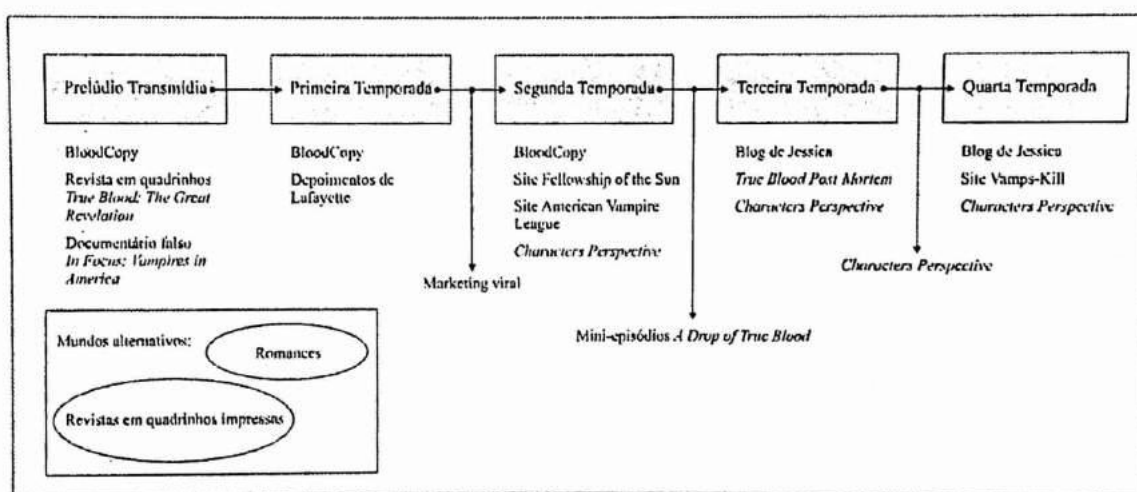 Prelúdio Transmídia
Primeira Temporada
Segunda Temporada
Terceira Temporada
Quarta Temporada
BloodCopy
Revista em quadrinhos
True Blood: The Great
Revelation
Documentário falso
In Focus: Vampires in
America
BloodCopy
Depoimentos de
Lafayette
BloodCopy
Site Fellowship of the Sun
Site American Vampire
League
Characters Perspective
Blog de Jessica
True Blood Post Mortem
Characters Perspective
Blog de Jessica
Site Vamps-Kill
Characters Perspective
Marketing viral
Characters Perspective
Mini-episódios A Drop of True Blood
Mundos alternativos:
Romances
Revistas em quadrinhos impressas